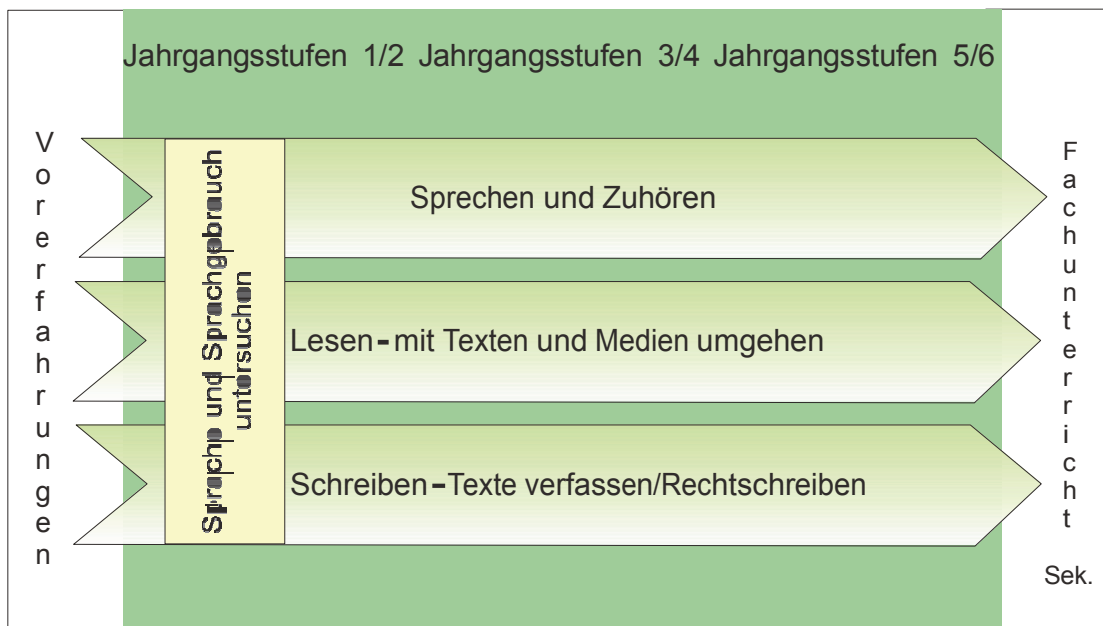 Jahrgangsstufen 1/2 Jahrgangsstufen 3/4 Jahrgangsstufen 5/6
Vorerfahrungen
Sprache und Sprachgebrauch
untersuchen
Sprechen und Zuhören
Lesen-mit Texten und Medien umgehen
Schreiben-Texte verfassen/Rechtschreiben
Fachunterricht
Sek.